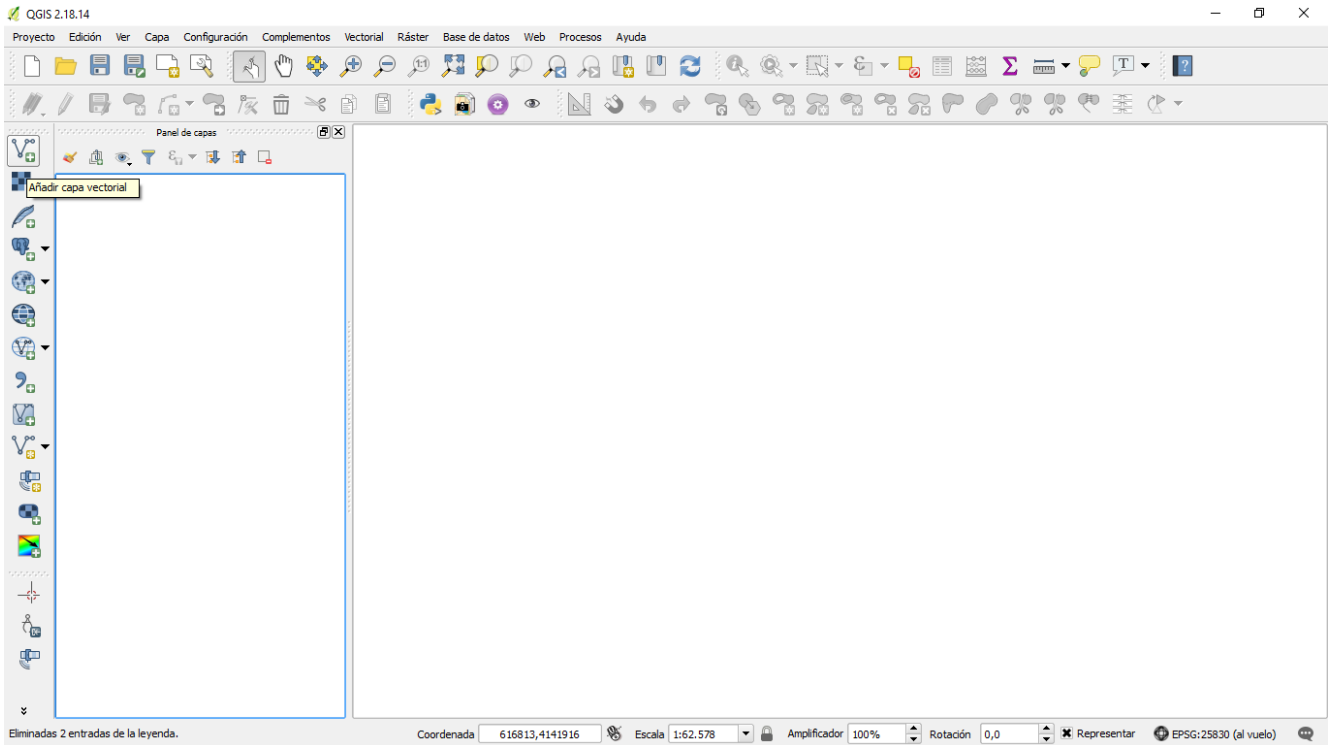 QGIS 2.18.14
Proyecto Edición Ver Capa Configuración Complementos Vectorial Ráster Base de datos Web Procesos Ayuda
Panel de capas
Añadir capa vectorial
Eliminadas 2 entradas de la leyenda. Coordenada 616813,4141916 Escala 1:62.578 Amplificador 100% Rotación 0,0 Representar EPSG:25830 (al vuelo)